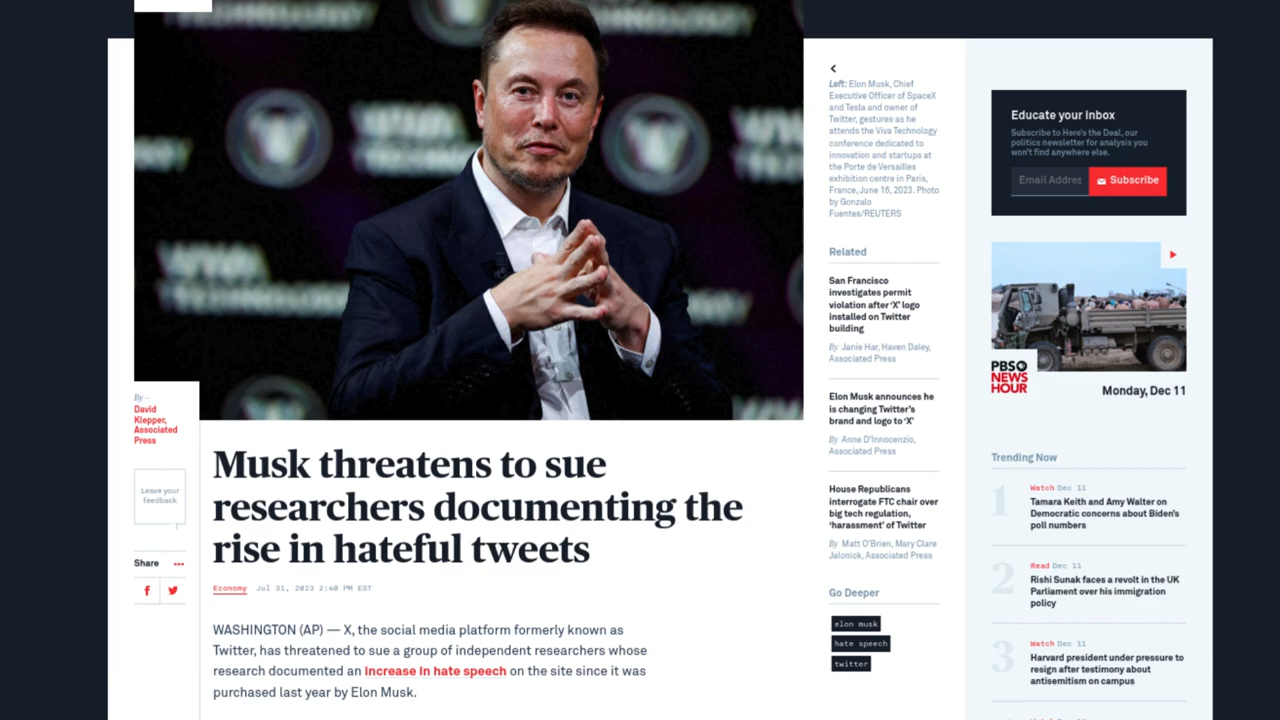 By -
David
Klepper,
Associated
Press
Leave your
feedback
Share
Musk threatens to sue
researchers documenting the
rise in hateful tweets
Economy Jul 31, 2023 2:40 PM EST
WASHINGTON (AP) — X, the social media platform formerly known as
Twitter, has threatened to sue a group of independent researchers whose
research documented an increase in hate speech on the site since it was
purchased last year by Elon Musk.
Left: Elon Musk, Chief
Executive Officer of SpaceX
and Tesla and owner of
Twitter, gestures as he
attends the Viva Technology
conference dedicated to
innovation and startups at
the Porte de Versailles
exhibition centre in Paris,
France, June 16, 2023. Photo
by Gonzalo
Fuentes/REUTERS
Related
San Francisco
investigates permit
violation after ‘X’ logo
installed on Twitter
building
By Janie Har, Haven Daley,
Associated Press
Elon Musk announces he
is changing Twitter’s
brand and logo to ‘X’
By Anne D’Innocenzio,
Associated Press
House Republicans
interrogate FTC chair over
big tech regulation,
‘harassment’ of Twitter
By Matt O’Brien, Mary Clare
Jalonick, Associated Press
Go Deeper
elon musk
hate speech
twitter
Educate your inbox
Subscribe to Here’s the Deal, our
politics newsletter for analysis you
won’t find anywhere else.
Email Addres
Subscribe
PBS
NEWS
HOUR
Monday, Dec 11
Trending Now
1
Watch Dec 11
Tamara Keith and Amy Walter on
Democratic concerns about Biden’s
poll numbers
2
Read Dec 11
Rishi Sunak faces a revolt in the UK
Parliament over his immigration
policy
3
Watch Dec 11
Harvard president under pressure to
resign after testimony about
antisemitism on campus